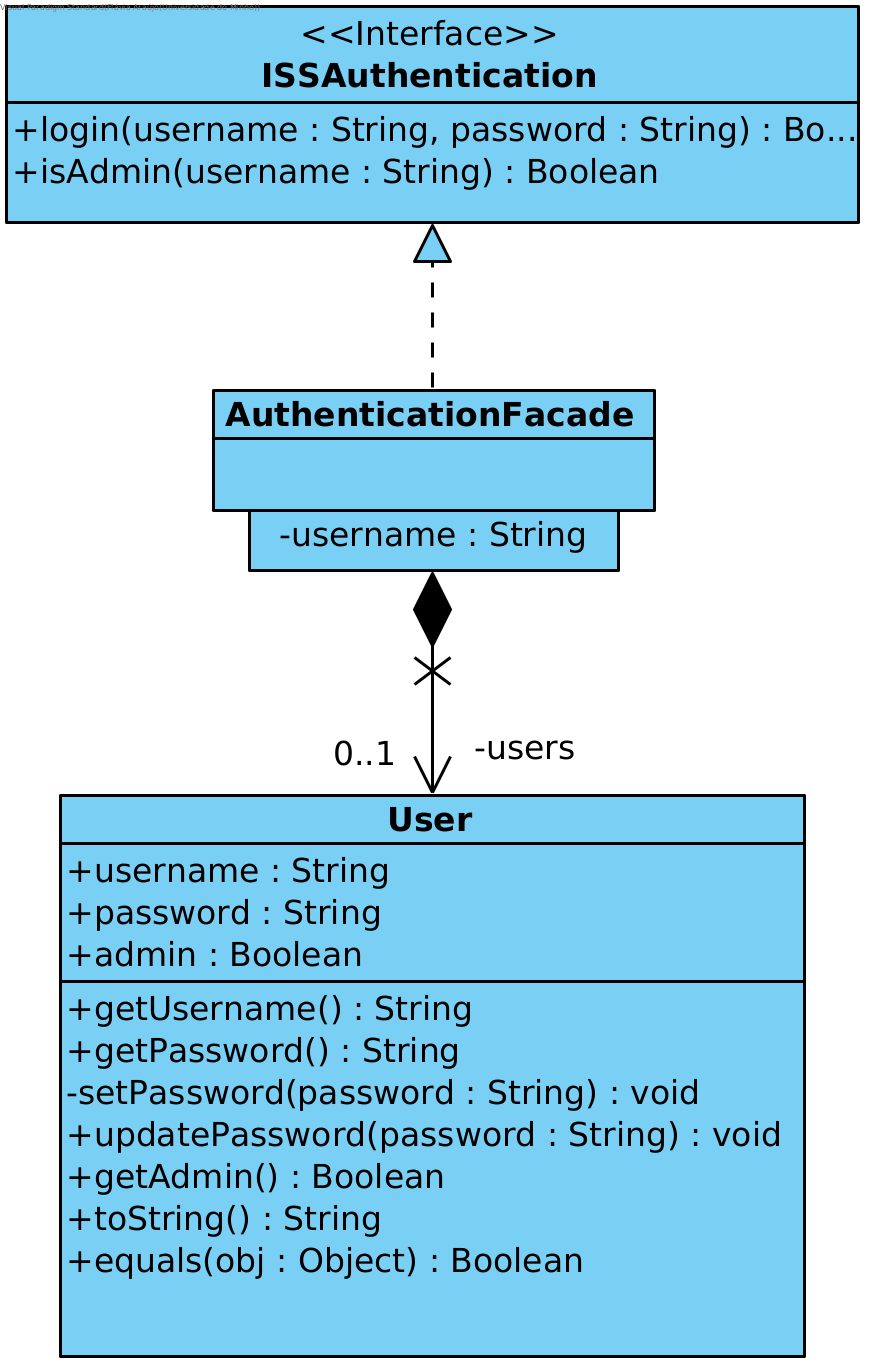 <<Interface>>
ISSAuthentication
+login(username : String, password : String) : Bo...
+isAdmin(username : String) : Boolean
AuthenticationFacade
-username : String
0..1
-users
User
+username : String
+password : String
+admin : Boolean
+getUsername() : String
+getPassword() : String
-setPassword(password : String) : void
+updatePassword(password : String) : void
+getAdmin() : Boolean
+toString() : String
+equals(obj : Object) : Boolean